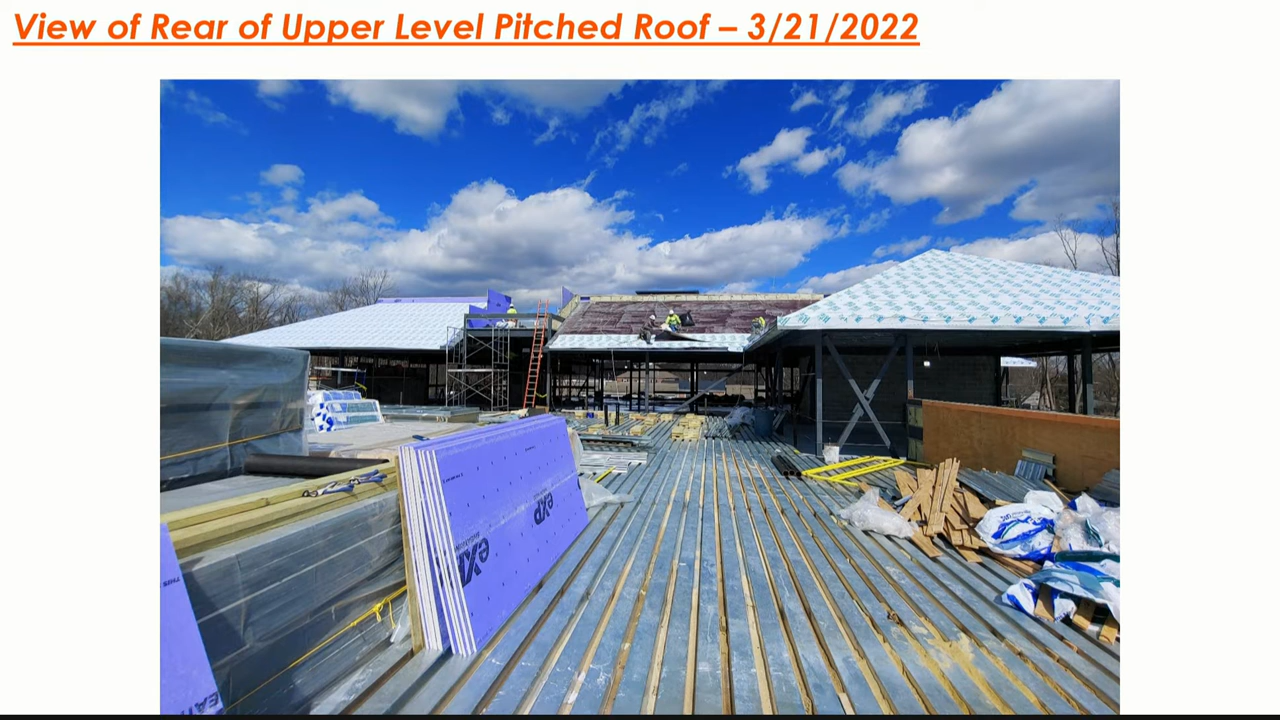 View of Rear of Upper Level Pitched Roof – 3/21/2022
eXP
eXP